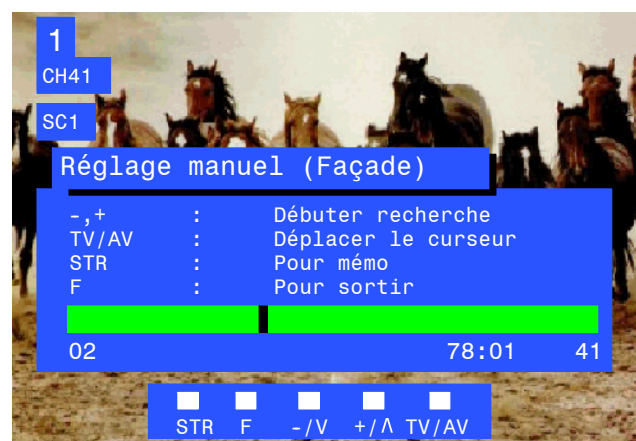 1
CH41
SC1
Réglage manuel (Façade)
-,+ : Débuter recherche
TV/AV : Déplacer le curseur
STR : Pour mémo
F : Pour sortir
02 78:01 41
STR F -/V +/Λ TV/AV